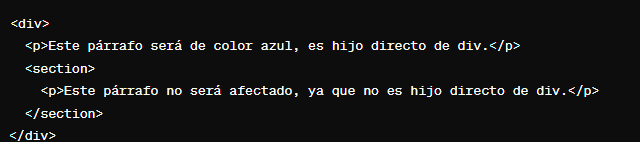 <div>
<p>Este párrafo será de color azul, es hijo directo de div.</p>
<section>
<p>Este párrafo no será afectado, ya que no es hijo directo de div.</p>
</section>
</div>